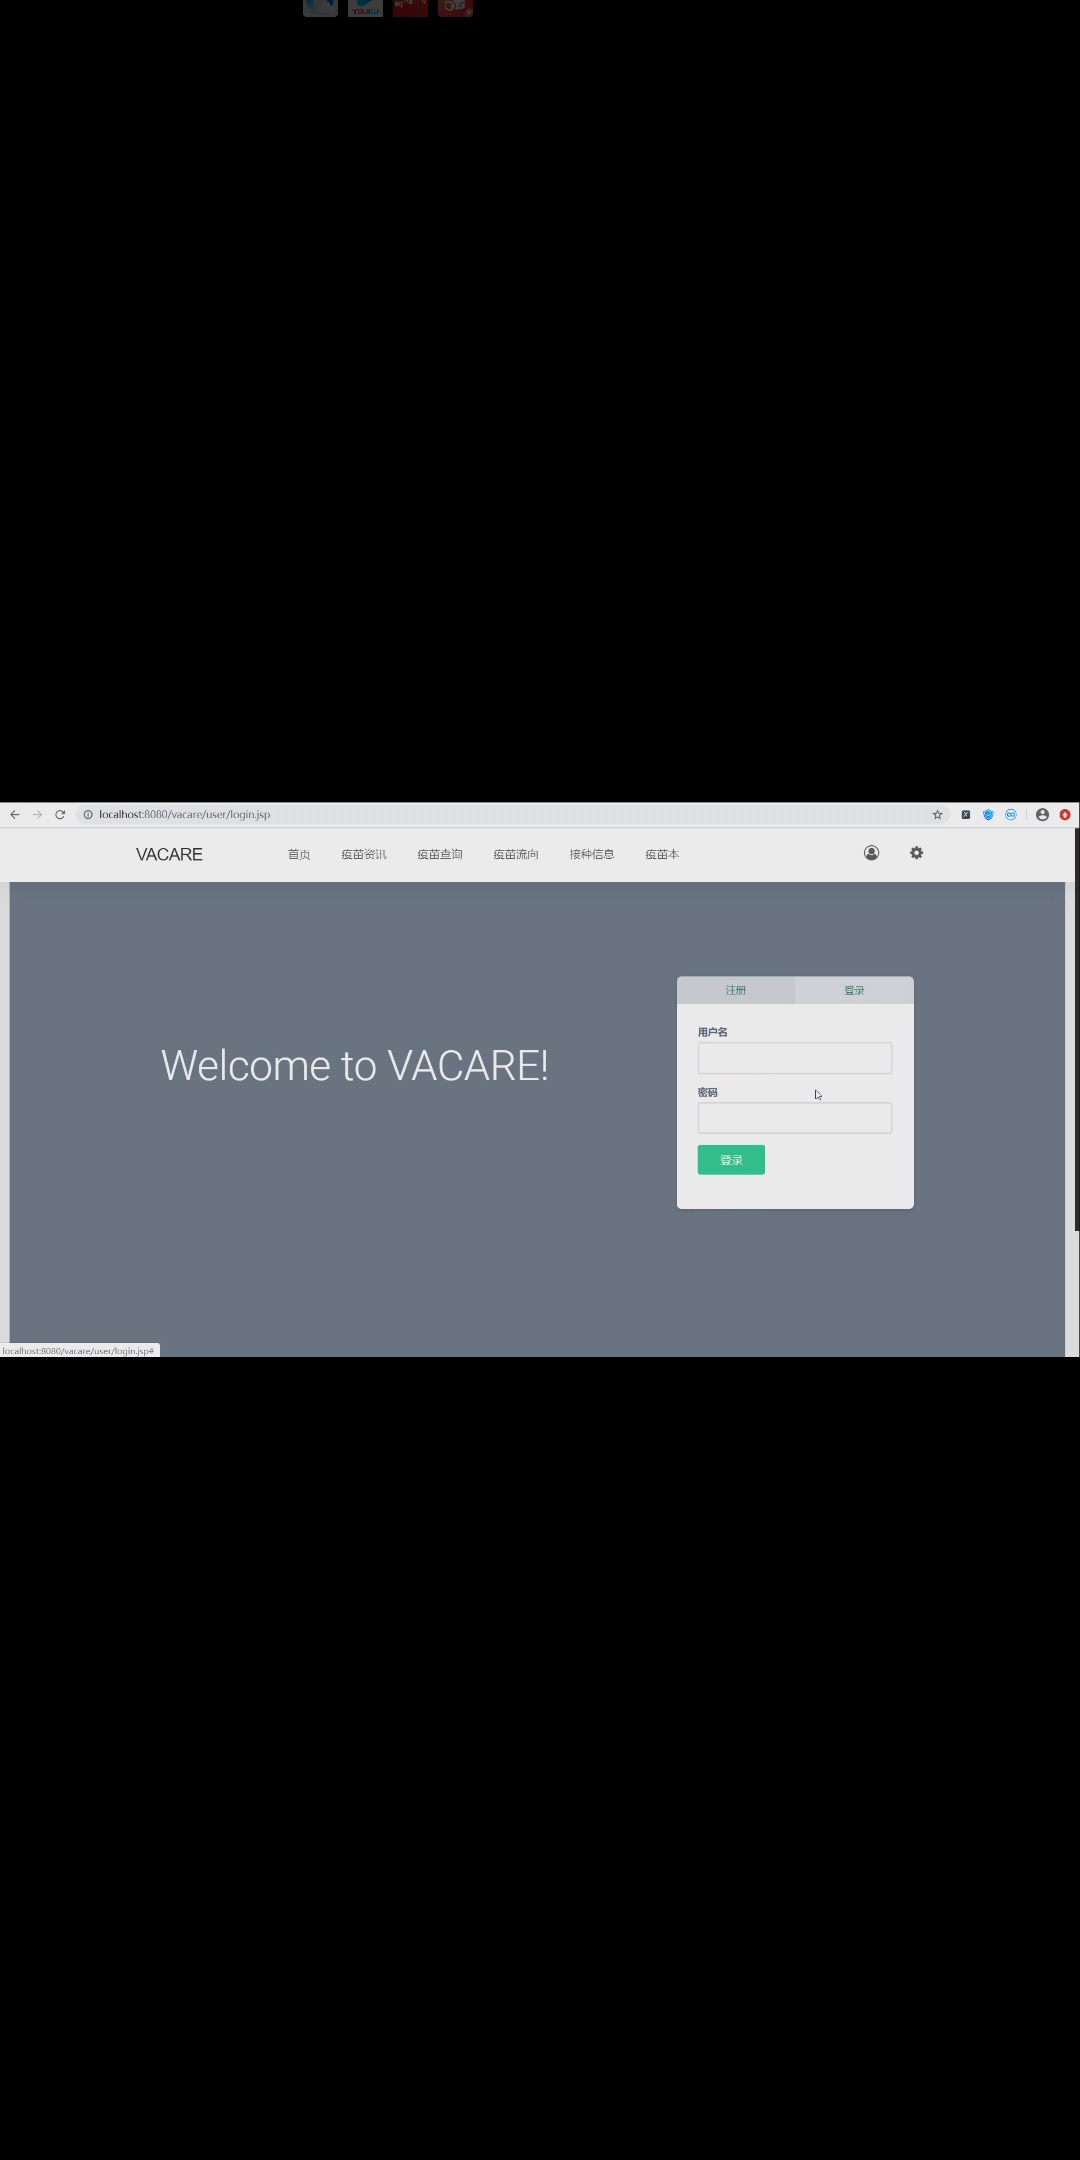 YOUKU
localhost:8080/vacare/user/login.jsp
VACARE 首页 疫苗资讯 疫苗查询 疫苗流向 接种信息 疫苗本
注册 登录
用户名
Welcome to VACARE!
密码
登录
localhost:8080/vacare/user/login.jsp#